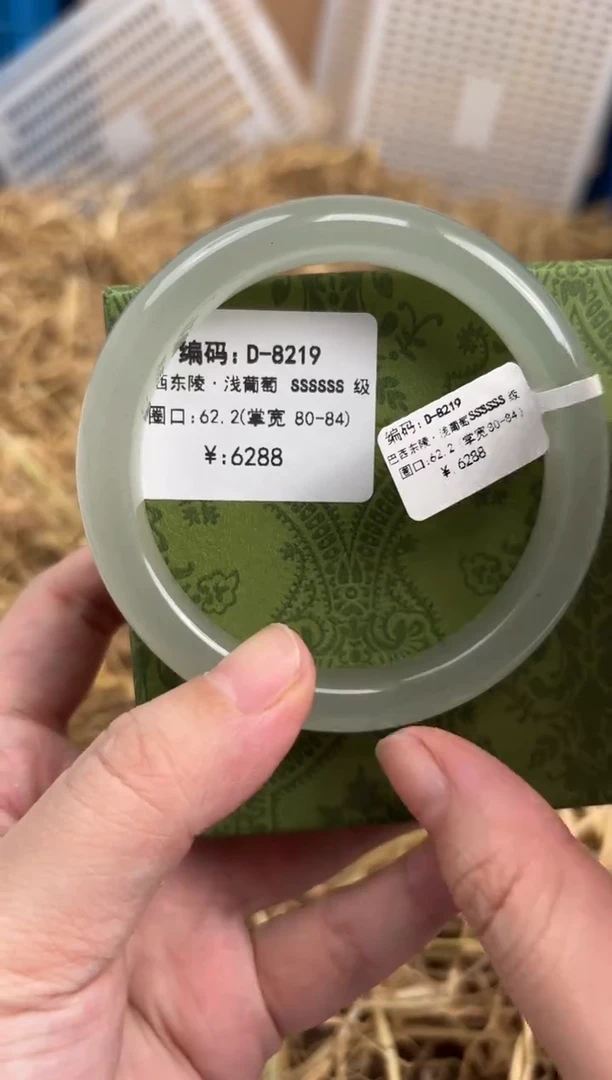 编码:D-8219
西东陵·浅葡萄 SSSSSS 级
圈口:62.2(掌宽 80-84)
¥:6288
编码:D-8219
巴西东陵·浅葡萄SSSSSS 级
圈口:62.2 掌宽80-84)
¥ 6288